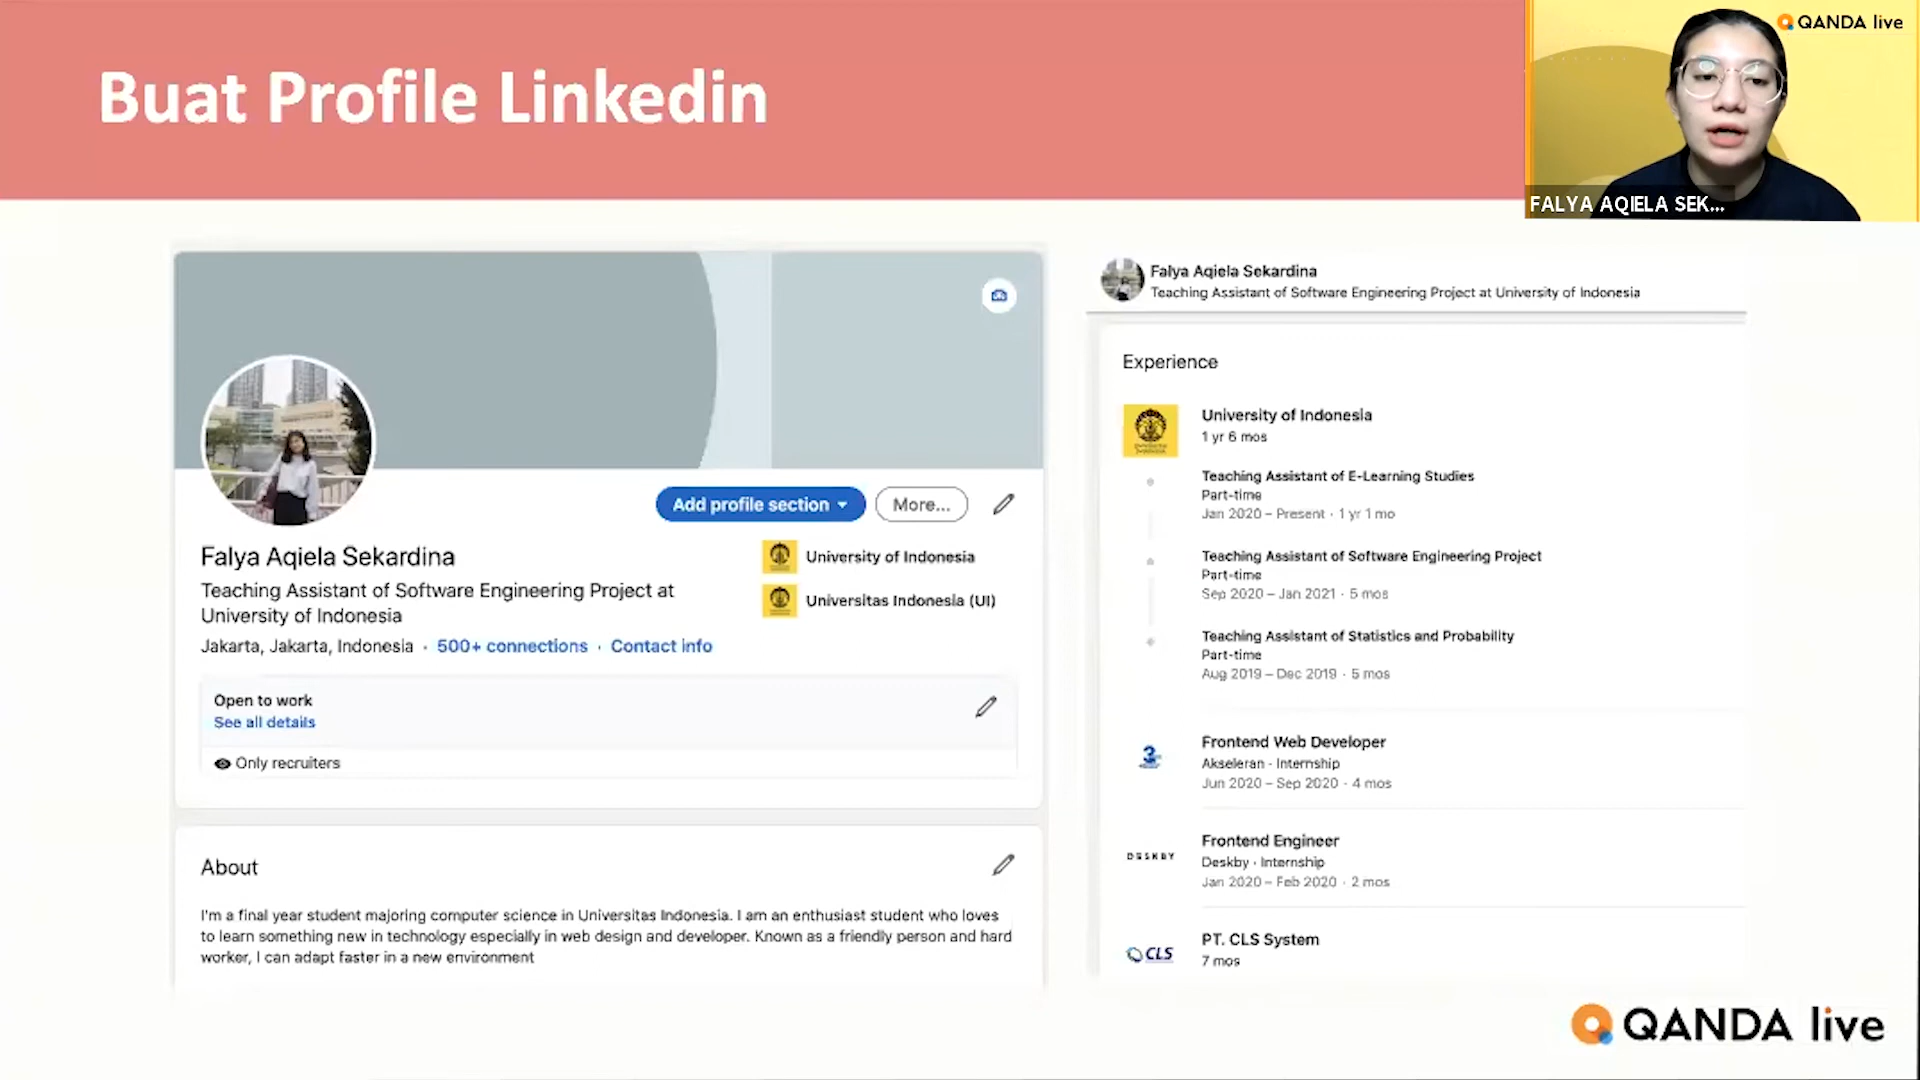 Buat Profile Linkedin
QANDA live
FALYA AQIELA SEK...
Add profile section
More...
Falya Aqiela Sekardina
Teaching Assistant of Software Engineering Project at
University of Indonesia
Jakarta, Jakarta, Indonesia · 500+ connections · Contact info
University of Indonesia
Universitas Indonesia (UI)
Open to work
See all details
Only recruiters
About
I'm a final year student majoring computer science in Universitas Indonesia. I am an enthusiast student who loves
to learn something new in technology especially in web design and developer. Known as a friendly person and hard
worker, I can adapt faster in a new environment
Falya Aqiela Sekardina
Teaching Assistant of Software Engineering Project at University of Indonesia
Experience
University of Indonesia
1 yr 6 mos
Teaching Assistant of E-Learning Studies
Part-time
Jan 2020 – Present · 1 yr 1 mo
Teaching Assistant of Software Engineering Project
Part-time
Sep 2020 – Jan 2021 · 5 mos
Teaching Assistant of Statistics and Probability
Part-time
Aug 2019 – Dec 2019 · 5 mos
Frontend Web Developer
Akseleran · Internship
Jun 2020 – Sep 2020 · 4 mos
DESKBY
Frontend Engineer
Deskby · Internship
Jan 2020 – Feb 2020 · 2 mos
CLS
PT. CLS System
7 mos
QANDA live